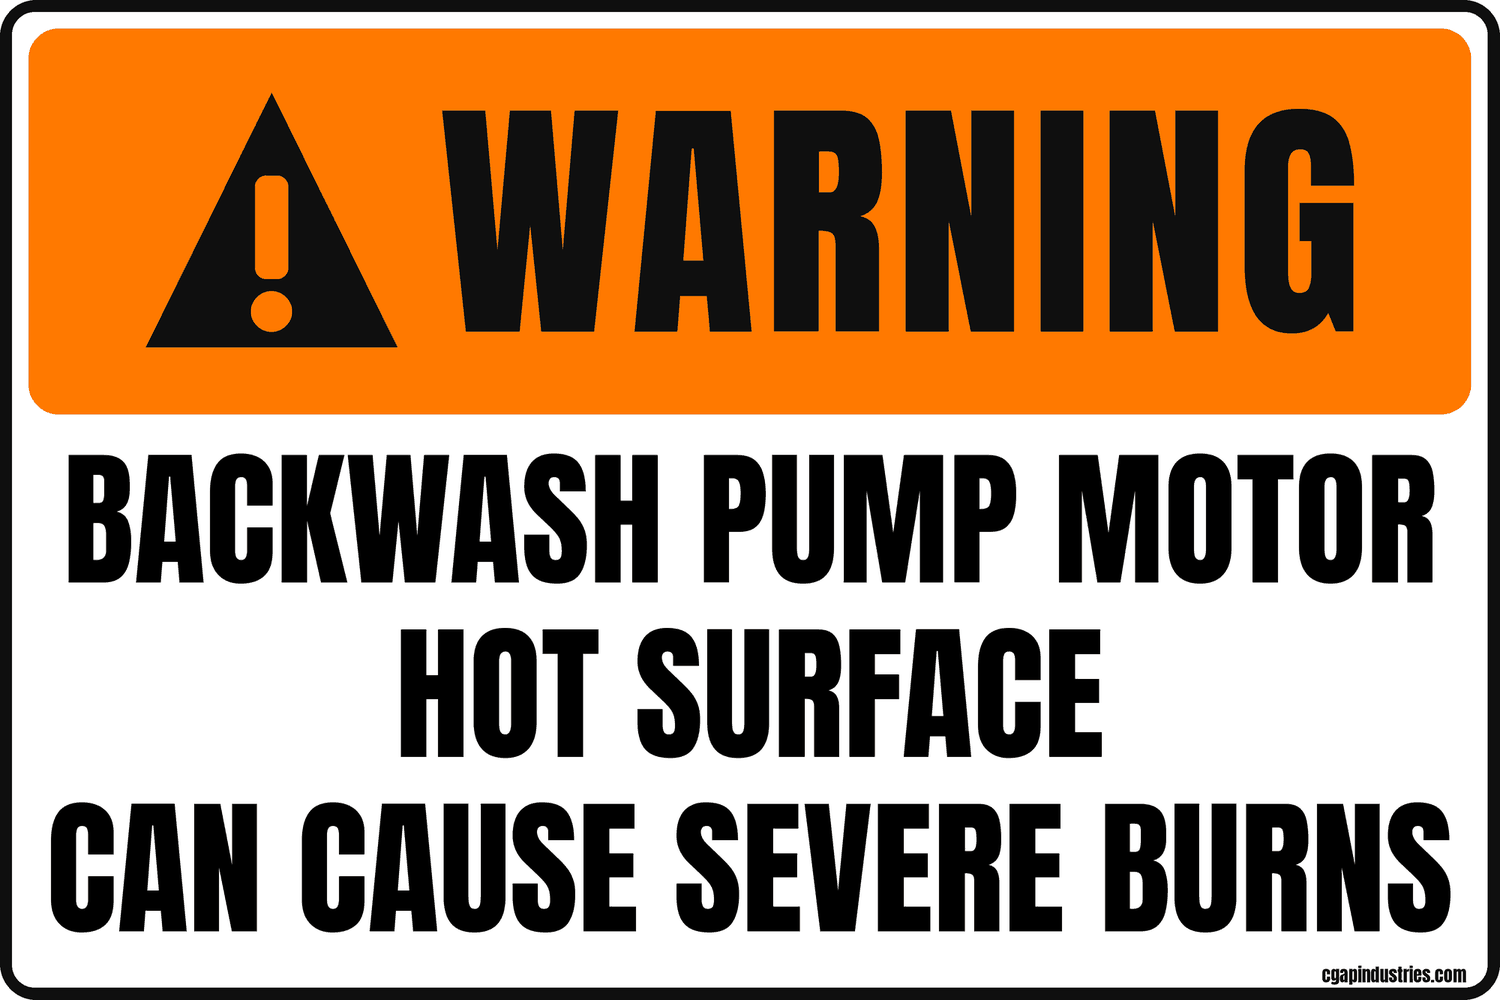 WARNING
BACKWASH PUMP MOTOR
HOT SURFACE
CAN CAUSE SEVERE BURNS
cgapindustries.com